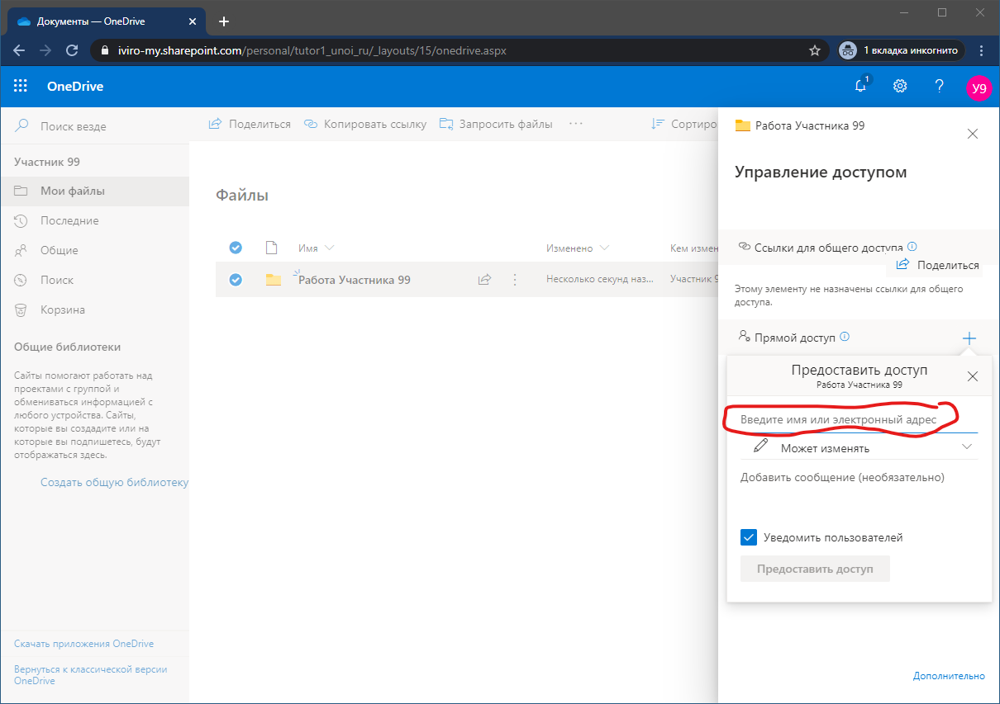 Документы — OneDrive
iviro-my.sharepoint.com/personal/tutor1_unoi_ru/_layouts/15/onedrive.aspx
1 вкладка инкогнито
OneDrive
1
У9
Поиск везде
Поделиться
Копировать ссылку
Запросить файлы
Сортиро
Участник 99
Мои файлы
Последние
Общие
Поиск
Корзина
Общие библиотеки
Сайты помогают работать над
проектами с группой и
обмениваться информацией с
любого устройства. Сайты,
которые вы создадите или на
которые вы подпишетесь, будут
отображаться здесь.
Создать общую библиотеку
Скачать приложения OneDrive
Вернуться к классической версии
OneDrive
Файлы
Имя
Изменено
Кем измен
Работа Участника 99
Несколько секунд наз...
Участник 9
Работа Участника 99
Управление доступом
Ссылки для общего доступа
Поделиться
Этому элементу не назначены ссылки для общего
доступа.
Прямой доступ
Предоставить доступ
Работа Участника 99
Введите имя или электронный адрес
Может изменять
Добавить сообщение (необязательно)
Уведомить пользователей
Предоставить доступ
Дополнительно